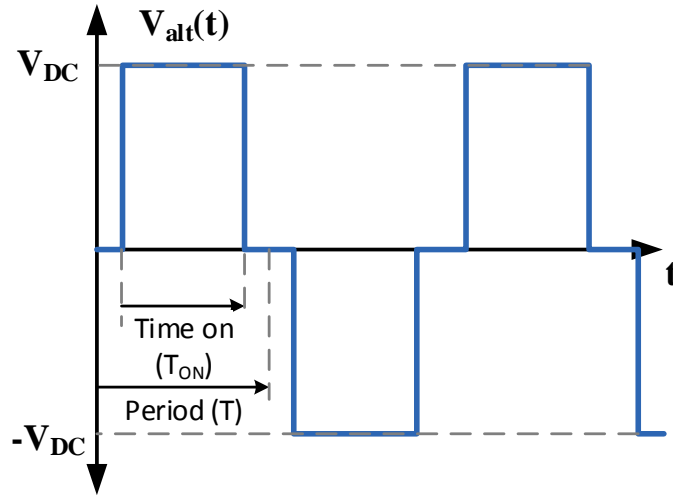 V_alt(t)
V_DC
t
Time on
(T_ON)
Period (T)
-V_DC